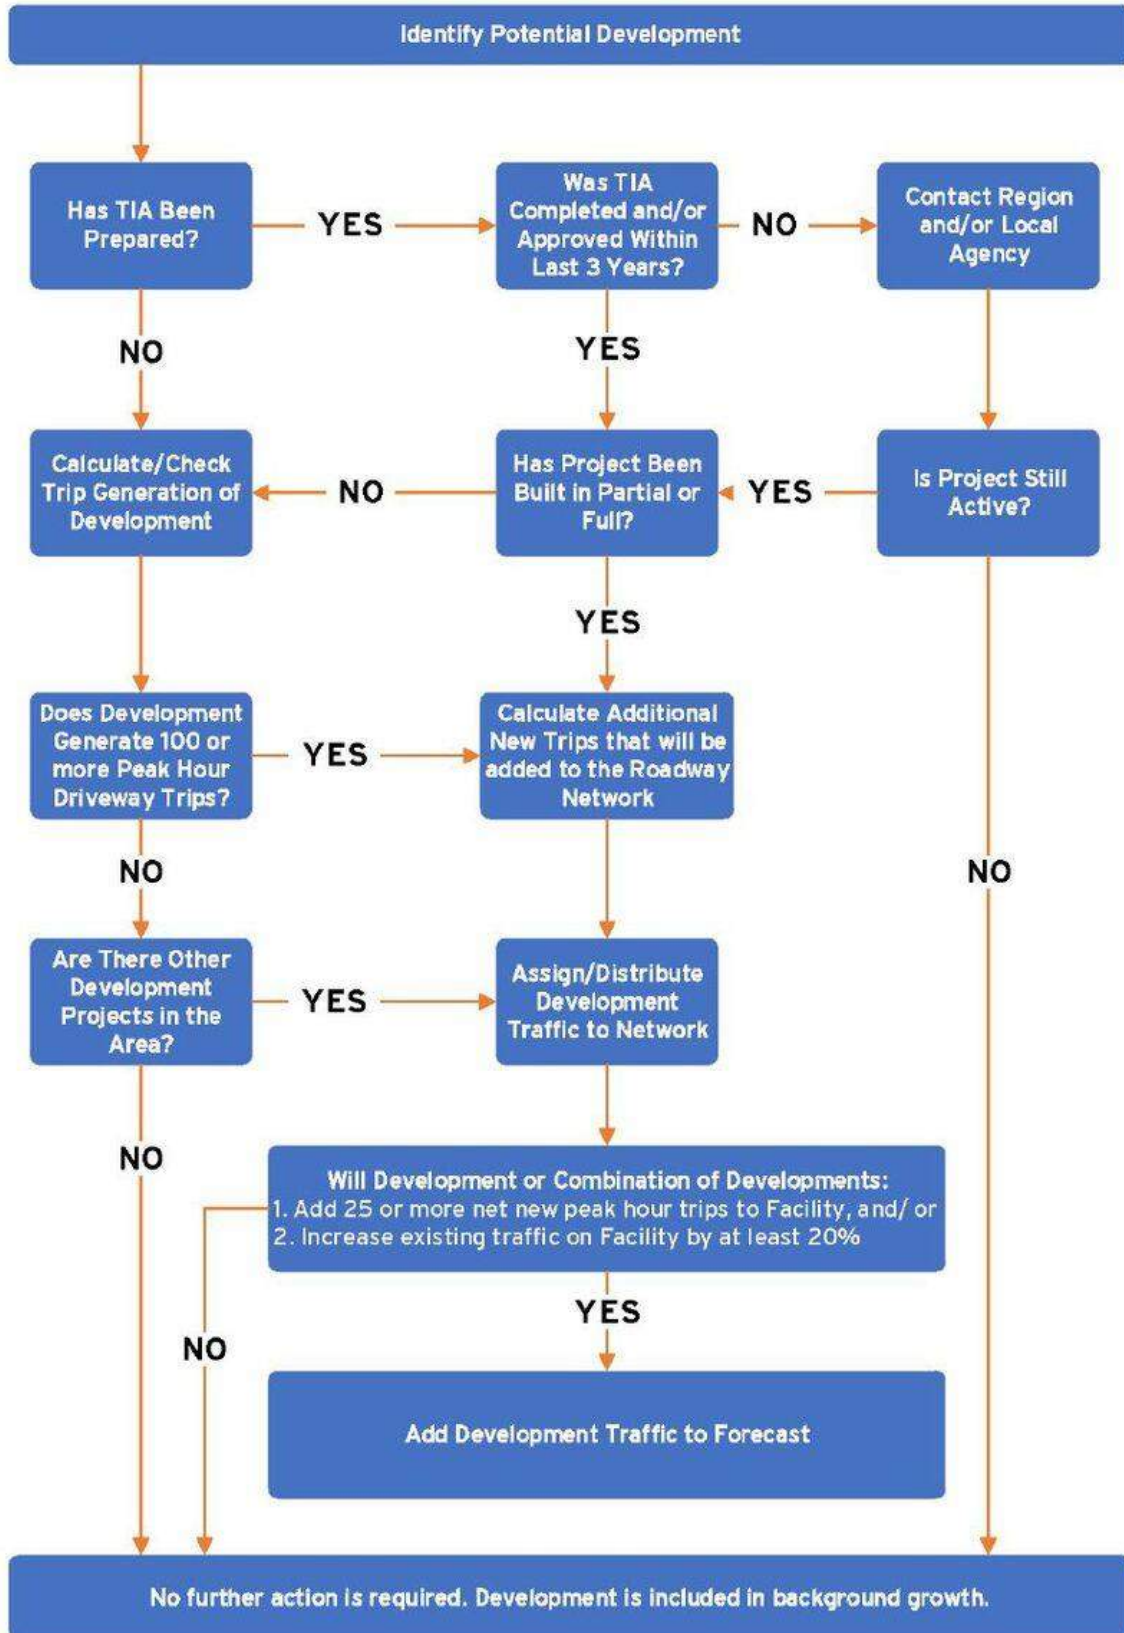 Identify Potential Development
Has TIA Been
Prepared?
YES
Was TIA
Completed and/or
Approved Within
Last 3 Years?
NO
Contact Region
and/or Local
Agency
NO
YES
Calculate/Check
Trip Generation of
Development
NO
Has Project Been
Built in Partial or
Full?
YES
Is Project Still
Active?
YES
Does Development
Generate 100 or
more Peak Hour
Driveway Trips?
YES
Calculate Additional
New Trips that will be
added to the Roadway
Network
NO
NO
Are There Other
Development
Projects in the
Area?
YES
Assign/Distribute
Development
Traffic to Network
NO
Will Development or Combination of Developments:
1. Add 25 or more net new peak hour trips to Facility, and/ or
2. Increase existing traffic on Facility by at least 20%
YES
NO
Add Development Traffic to Forecast
No further action is required. Development is included in background growth.